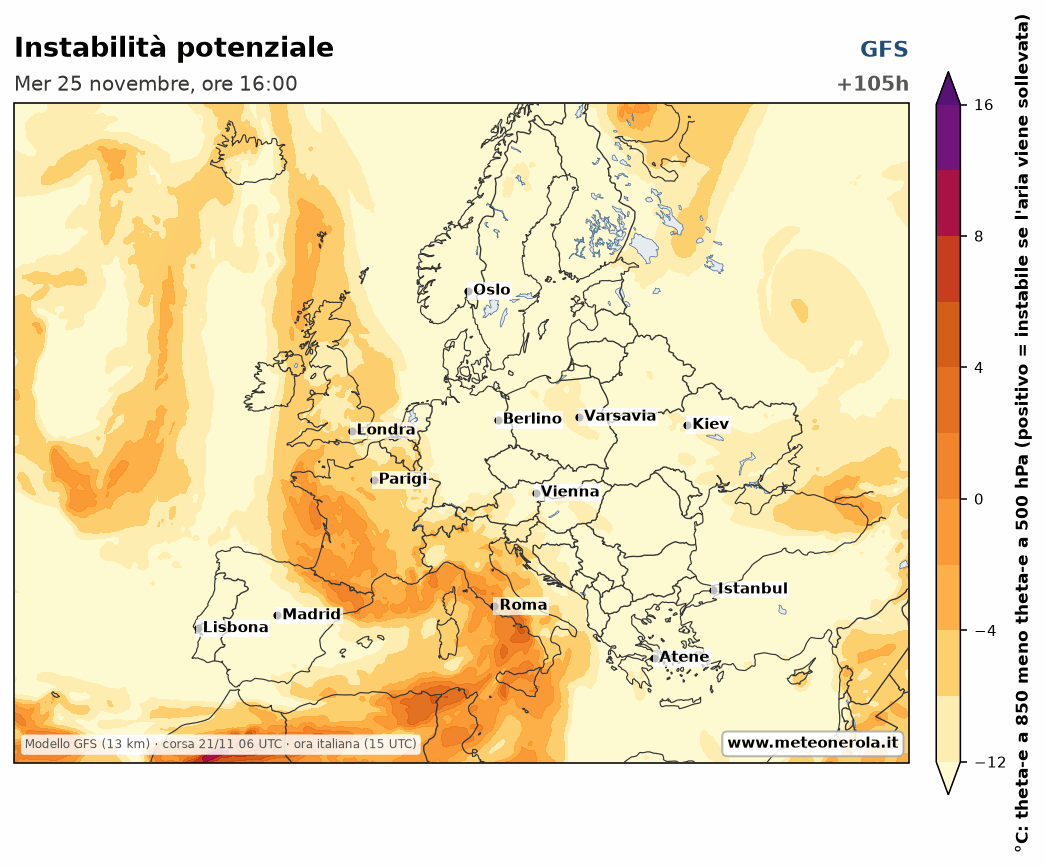 Instabilità potenziale
GFS
Mer 25 novembre, ore 16:00
+105h
16
8
4
0
−4
−12
°C: theta-e a 850 meno theta-e a 500 hPa (positivo = instabile se l'aria viene sollevata)
Oslo
Berlino
Varsavia
Kiev
Londra
Parigi
Vienna
Istanbul
Roma
Madrid
Lisbona
Atene
Modello GFS (13 km) · corsa 21/11 06 UTC · ora italiana (15 UTC)
www.meteonerola.it